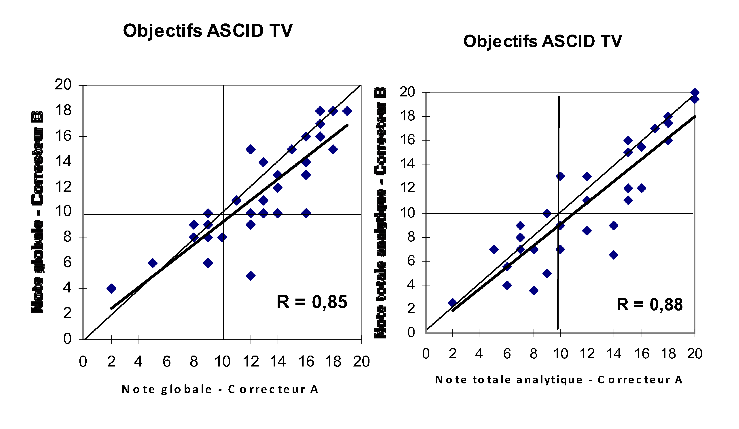 Objectifs ASCID TV
Note globale - Correcteur B
20
18
16
14
12
10
8
6
4
2
0
R = 0,85
0 2 4 6 8 10 12 14 16 18 20
Note globale - Correcteur A
Objectifs ASCID TV
Note totale analytique - Correcteur B
20
18
16
14
12
10
8
6
4
2
0
R = 0,88
0 2 4 6 8 10 12 14 16 18 20
Note totale analytique - Correcteur A